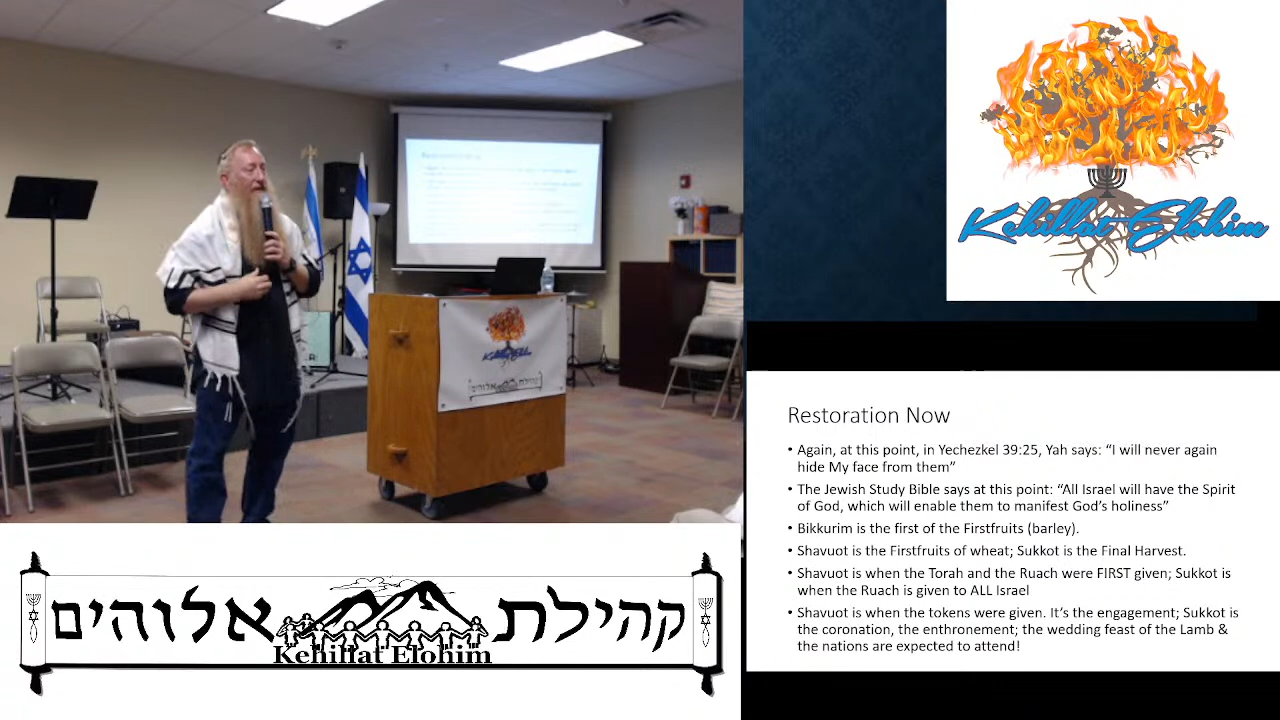 Kehillat Elohim
קהילת אלוהים
Kehillat Elohim
קהילת אלוהים
Kehillat Elohim
Restoration Now
• Again, at this point, in Yechezkel 39:25, Yah says: “I will never again
hide My face from them”
• The Jewish Study Bible says at this point: “All Israel will have the Spirit
of God, which will enable them to manifest God’s holiness”
• Bikkurim is the first of the Firstfruits (barley).
• Shavuot is the Firstfruits of wheat; Sukkot is the Final Harvest.
• Shavuot is when the Torah and the Ruach were FIRST given; Sukkot is
when the Ruach is given to ALL Israel
• Shavuot is when the tokens were given. It’s the engagement; Sukkot is
the coronation, the enthronement; the wedding feast of the Lamb &
the nations are expected to attend!